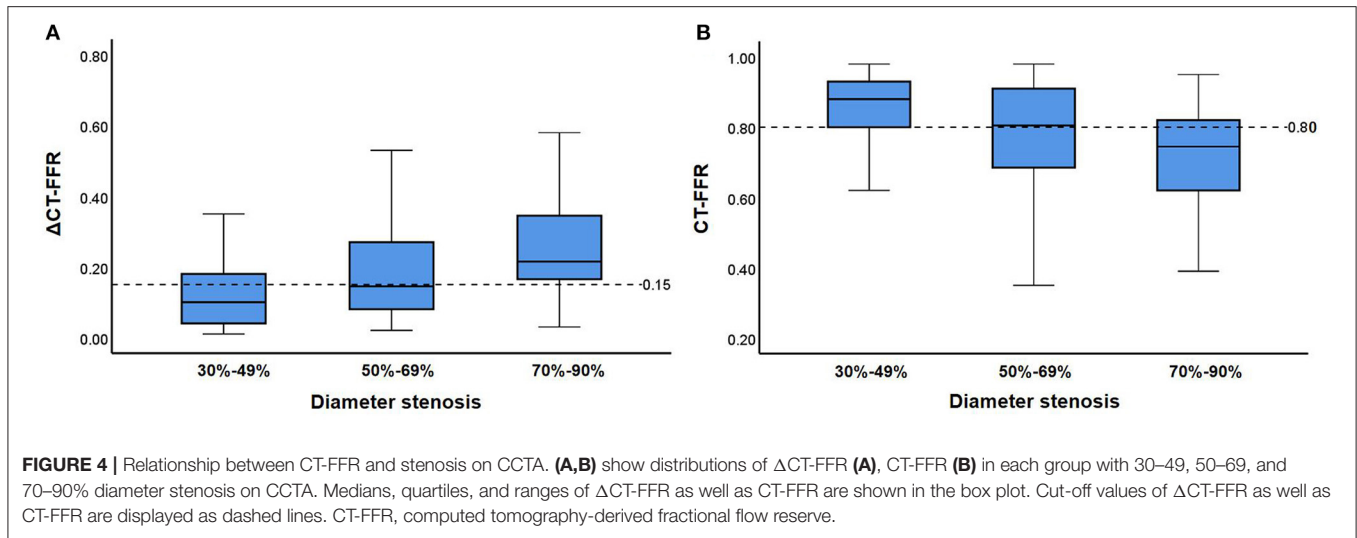 A
0.80
0.60
0.40
0.20
0.00
ΔCT-FFR
0.15
30%-49%
50%-69%
70%-90%
Diameter stenosis
B
1.00
0.80
0.60
0.40
0.20
CT-FFR
0.80
30%-49%
50%-69%
70%-90%
Diameter stenosis
FIGURE 4 | Relationship between CT-FFR and stenosis on CCTA. (A,B) show distributions of ΔCT-FFR (A), CT-FFR (B) in each group with 30–49, 50–69, and
70–90% diameter stenosis on CCTA. Medians, quartiles, and ranges of ΔCT-FFR as well as CT-FFR are shown in the box plot. Cut-off values of ΔCT-FFR as well as
CT-FFR are displayed as dashed lines. CT-FFR, computed tomography-derived fractional flow reserve.